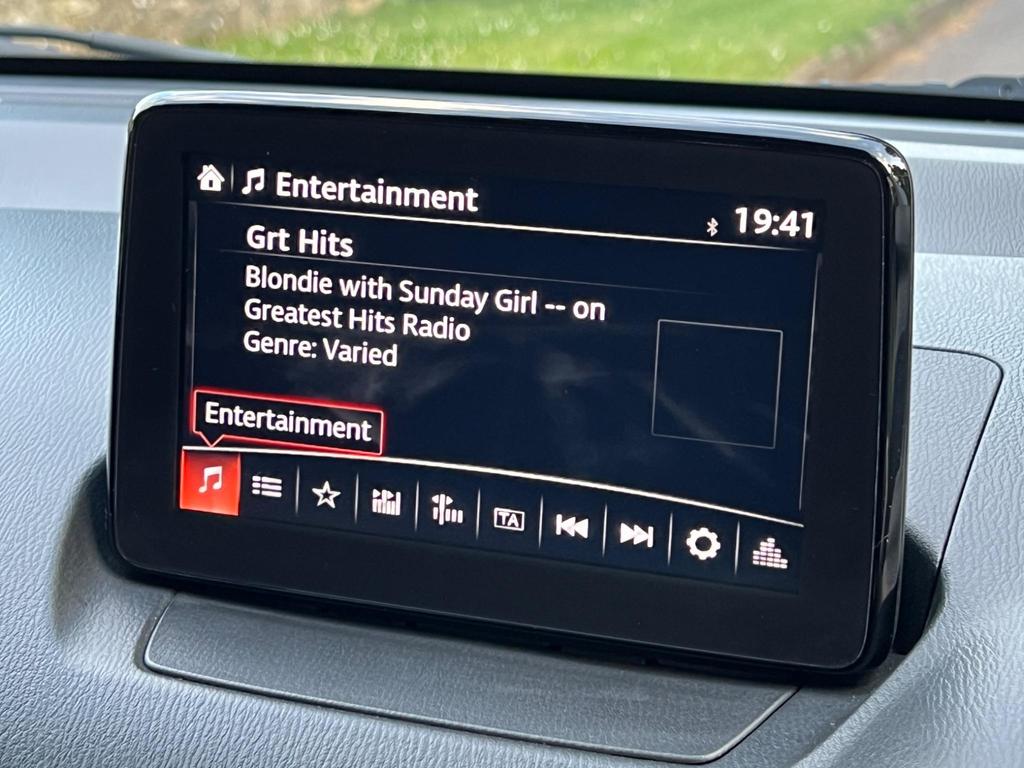 Entertainment
19:41
Grt Hits
Blondie with Sunday Girl -- on
Greatest Hits Radio
Genre: Varied
Entertainment
TA